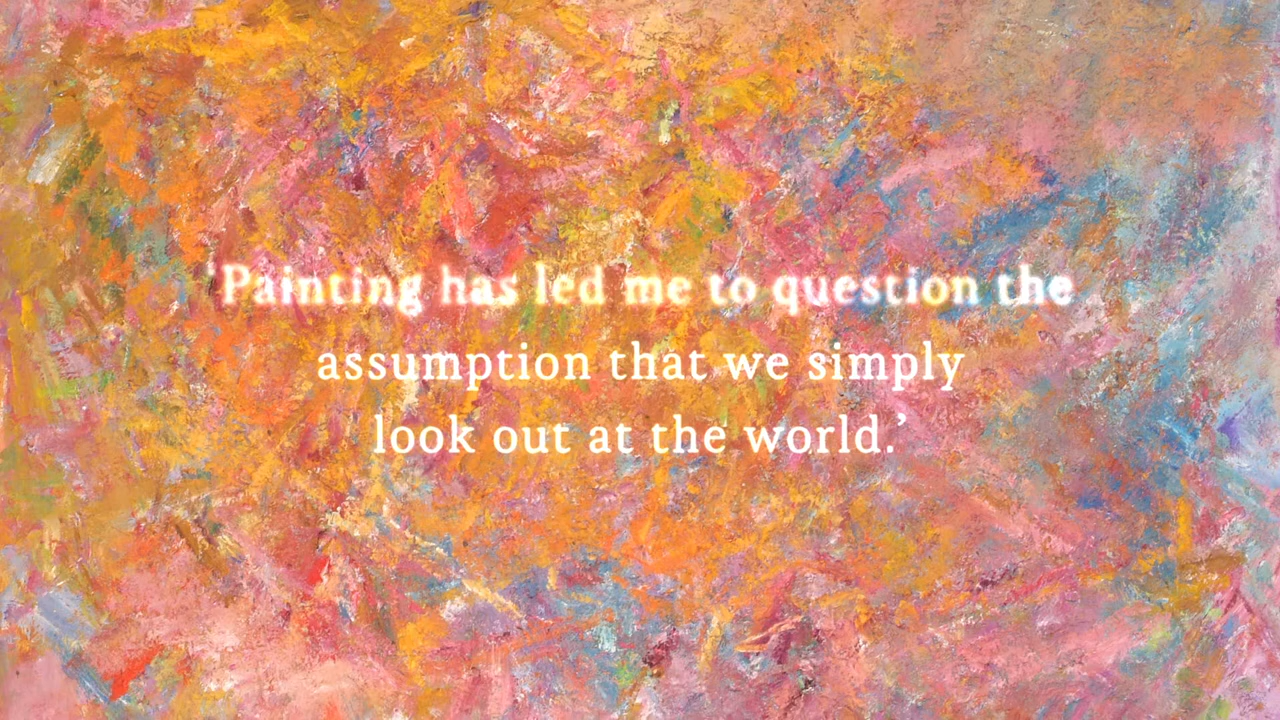 ‘Painting has led me to question the
assumption that we simply
look out at the world.’